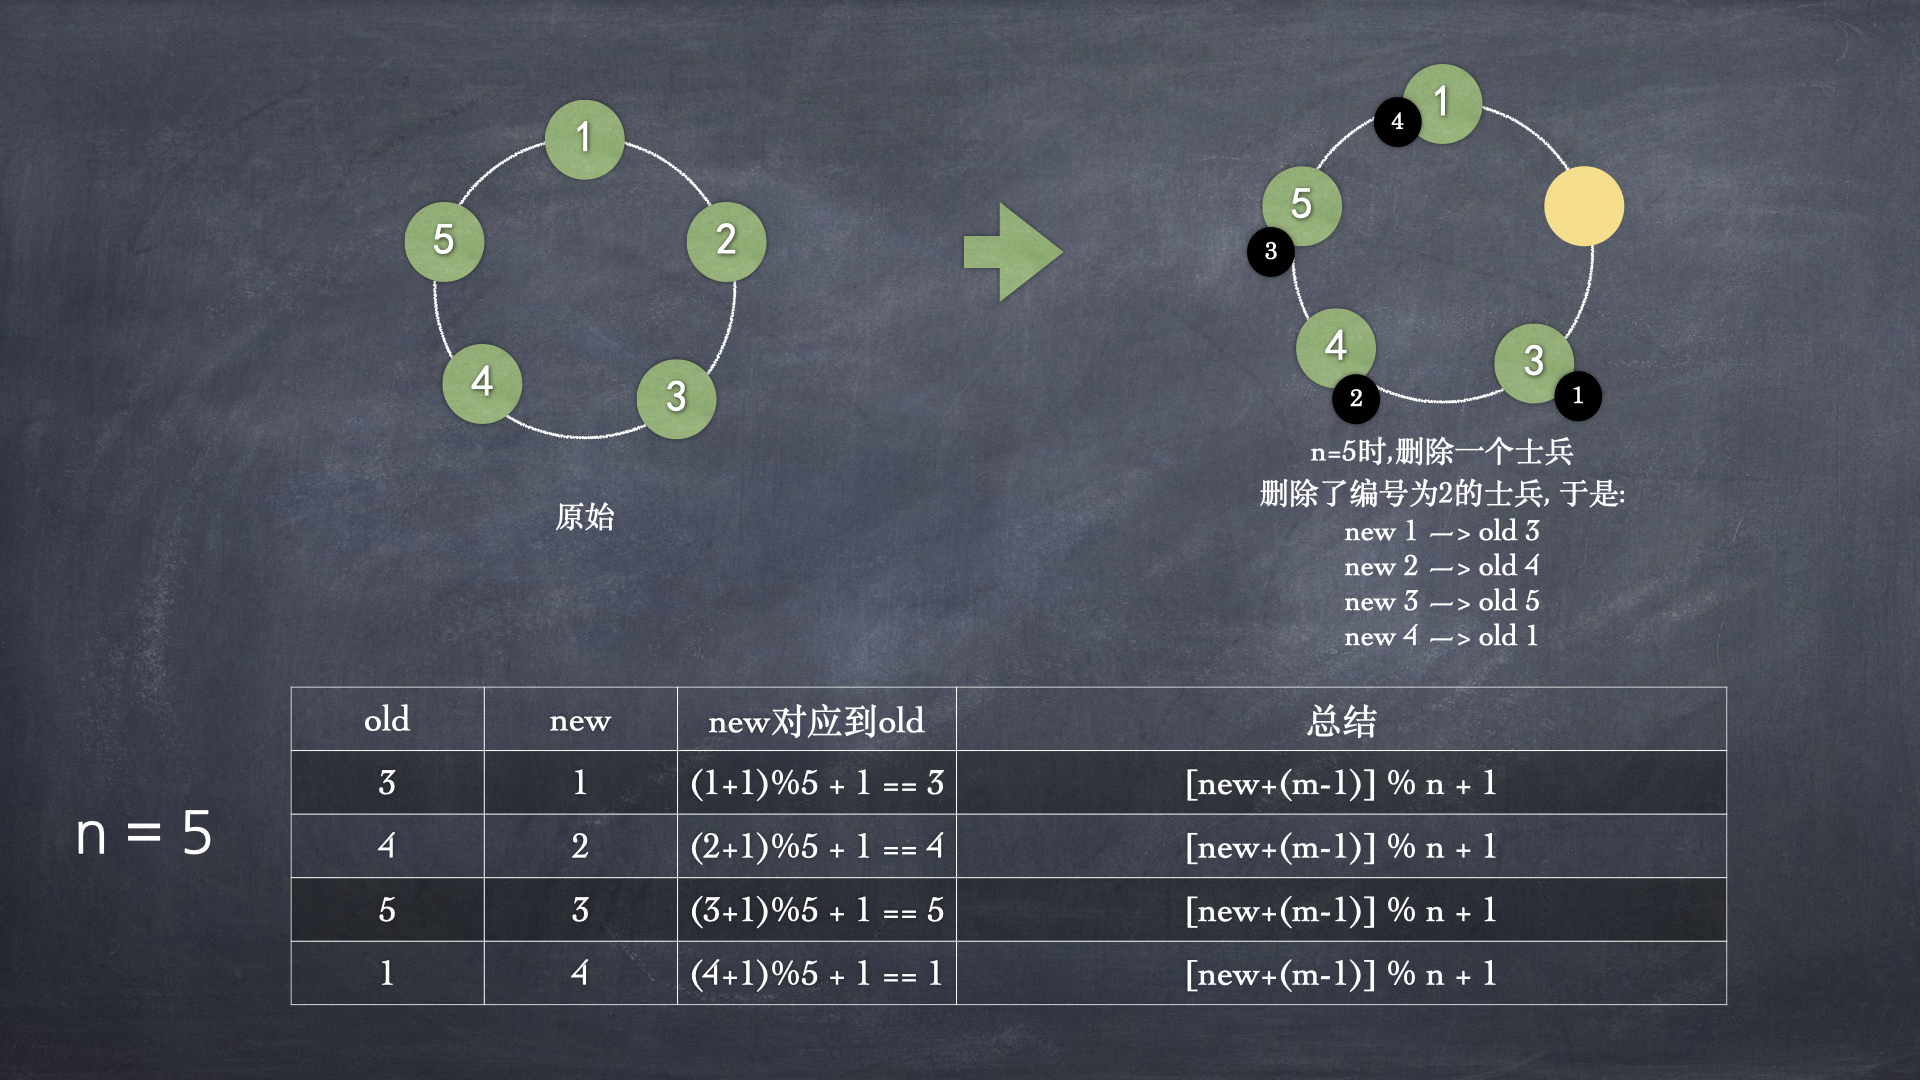 1
5
2
4
3
原始
1
4
5
3
4
2
3
1
n=5时,删除一个士兵
删除了编号为2的士兵, 于是:
new 1 —> old 3
new 2 —> old 4
new 3 —> old 5
new 4 —> old 1
n = 5
old new new对应到old 总结
3 1 (1+1)%5 + 1 == 3 [new+(m-1)] % n + 1
4 2 (2+1)%5 + 1 == 4 [new+(m-1)] % n + 1
5 3 (3+1)%5 + 1 == 5 [new+(m-1)] % n + 1
1 4 (4+1)%5 + 1 == 1 [new+(m-1)] % n + 1